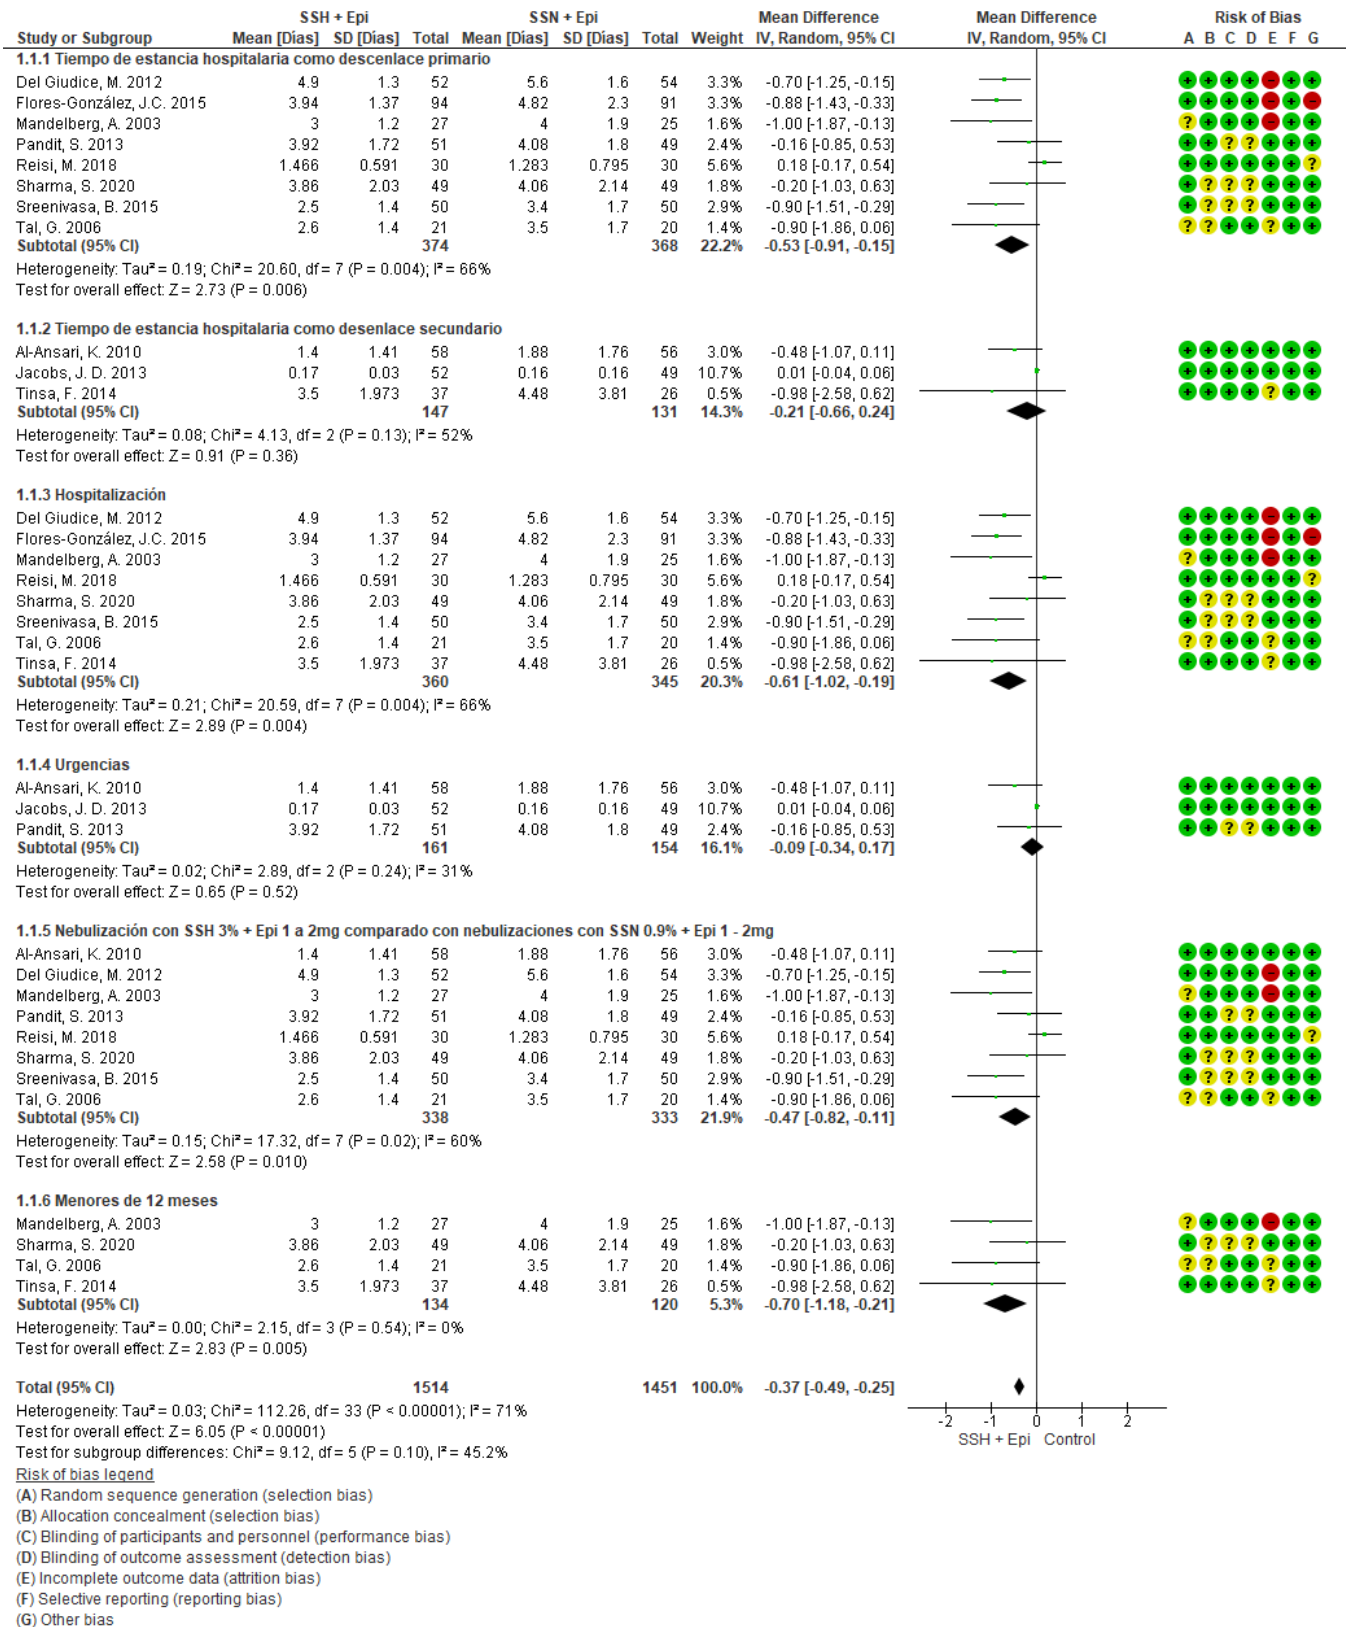 SSH + Epi SSN + Epi Mean Difference Mean Difference Risk of Bias
Study or Subgroup Mean [Días] SD [Días] Total Mean [Días] SD [Días] Total Weight IV, Random, 95% CI IV, Random, 95% CI A B C D E F G
1.1.1 Tiempo de estancia hospitalaria como descenlace primario
Del Giudice, M. 2012 4.9 1.3 52 5.6 1.6 54 3.3% -0.70 [-1.25, -0.15] + + + + - + +
Flores-González, J.C. 2015 3.94 1.37 94 4.82 2.3 91 3.3% -0.88 [-1.43, -0.33] + + + + - + -
Mandelberg, A. 2003 3 1.2 27 4 1.9 25 1.6% -1.00 [-1.87, -0.13] ? + + + - + +
Pandit, S. 2013 3.92 1.72 51 4.08 1.8 49 2.4% -0.16 [-0.85, 0.53] + + ? ? + + +
Reisi, M. 2018 1.466 0.591 30 1.283 0.795 30 5.6% 0.18 [-0.17, 0.54] + + + + + + ?
Sharma, S. 2020 3.86 2.03 49 4.06 2.14 49 1.8% -0.20 [-1.03, 0.63] + ? ? ? + + +
Sreenivasa, B. 2015 2.5 1.4 50 3.4 1.7 50 2.9% -0.90 [-1.51, -0.29] + ? ? ? + + +
Tal, G. 2006 2.6 1.4 21 3.5 1.7 20 1.4% -0.90 [-1.86, 0.06] ? ? + + ? + +
Subtotal (95% CI) 374 368 22.2% -0.53 [-0.91, -0.15]
Heterogeneity: Tau² = 0.19; Chi² = 20.60, df = 7 (P = 0.004); I² = 66%
Test for overall effect: Z = 2.73 (P = 0.006)
1.1.2 Tiempo de estancia hospitalaria como desenlace secundario
Al-Ansari, K. 2010 1.4 1.41 58 1.88 1.76 56 3.0% -0.48 [-1.07, 0.11] + + + + + + +
Jacobs, J. D. 2013 0.17 0.03 52 0.16 0.16 49 10.7% 0.01 [-0.04, 0.06] + + + + + + +
Tinsa, F. 2014 3.5 1.973 37 4.48 3.81 26 0.5% -0.98 [-2.58, 0.62] + + + + ? + +
Subtotal (95% CI) 147 131 14.3% -0.21 [-0.66, 0.24]
Heterogeneity: Tau² = 0.08; Chi² = 4.13, df = 2 (P = 0.13); I² = 52%
Test for overall effect: Z = 0.91 (P = 0.36)
1.1.3 Hospitalización
Del Giudice, M. 2012 4.9 1.3 52 5.6 1.6 54 3.3% -0.70 [-1.25, -0.15] + + + + - + +
Flores-González, J.C. 2015 3.94 1.37 94 4.82 2.3 91 3.3% -0.88 [-1.43, -0.33] + + + + - + -
Mandelberg, A. 2003 3 1.2 27 4 1.9 25 1.6% -1.00 [-1.87, -0.13] ? + + + - + +
Reisi, M. 2018 1.466 0.591 30 1.283 0.795 30 5.6% 0.18 [-0.17, 0.54] + + + + + + ?
Sharma, S. 2020 3.86 2.03 49 4.06 2.14 49 1.8% -0.20 [-1.03, 0.63] + ? ? ? + + +
Sreenivasa, B. 2015 2.5 1.4 50 3.4 1.7 50 2.9% -0.90 [-1.51, -0.29] + ? ? ? + + +
Tal, G. 2006 2.6 1.4 21 3.5 1.7 20 1.4% -0.90 [-1.86, 0.06] ? ? + + ? + +
Tinsa, F. 2014 3.5 1.973 37 4.48 3.81 26 0.5% -0.98 [-2.58, 0.62] + + + + ? + +
Subtotal (95% CI) 360 345 20.3% -0.61 [-1.02, -0.19]
Heterogeneity: Tau² = 0.21; Chi² = 20.59, df = 7 (P = 0.004); I² = 66%
Test for overall effect: Z = 2.89 (P = 0.004)
1.1.4 Urgencias
Al-Ansari, K. 2010 1.4 1.41 58 1.88 1.76 56 3.0% -0.48 [-1.07, 0.11] + + + + + + +
Jacobs, J. D. 2013 0.17 0.03 52 0.16 0.16 49 10.7% 0.01 [-0.04, 0.06] + + + + + + +
Pandit, S. 2013 3.92 1.72 51 4.08 1.8 49 2.4% -0.16 [-0.85, 0.53] + + ? ? + + +
Subtotal (95% CI) 161 154 16.1% -0.09 [-0.34, 0.17]
Heterogeneity: Tau² = 0.02; Chi² = 2.89, df = 2 (P = 0.24); I² = 31%
Test for overall effect: Z = 0.65 (P = 0.52)
1.1.5 Nebulización con SSH 3% + Epi 1 a 2mg comparado con nebulizaciones con SSN 0.9% + Epi 1 - 2mg
Al-Ansari, K. 2010 1.4 1.41 58 1.88 1.76 56 3.0% -0.48 [-1.07, 0.11] + + + + + + +
Del Giudice, M. 2012 4.9 1.3 52 5.6 1.6 54 3.3% -0.70 [-1.25, -0.15] + + + + - + +
Mandelberg, A. 2003 3 1.2 27 4 1.9 25 1.6% -1.00 [-1.87, -0.13] ? + + + - + +
Pandit, S. 2013 3.92 1.72 51 4.08 1.8 49 2.4% -0.16 [-0.85, 0.53] + + ? ? + + +
Reisi, M. 2018 1.466 0.591 30 1.283 0.795 30 5.6% 0.18 [-0.17, 0.54] + + + + + + ?
Sharma, S. 2020 3.86 2.03 49 4.06 2.14 49 1.8% -0.20 [-1.03, 0.63] + ? ? ? + + +
Sreenivasa, B. 2015 2.5 1.4 50 3.4 1.7 50 2.9% -0.90 [-1.51, -0.29] + ? ? ? + + +
Tal, G. 2006 2.6 1.4 21 3.5 1.7 20 1.4% -0.90 [-1.86, 0.06] ? ? + + ? + +
Subtotal (95% CI) 338 333 21.9% -0.47 [-0.82, -0.11]
Heterogeneity: Tau² = 0.15; Chi² = 17.32, df = 7 (P = 0.02); I² = 60%
Test for overall effect: Z = 2.58 (P = 0.010)
1.1.6 Menores de 12 meses
Mandelberg, A. 2003 3 1.2 27 4 1.9 25 1.6% -1.00 [-1.87, -0.13] ? + + + - + +
Sharma, S. 2020 3.86 2.03 49 4.06 2.14 49 1.8% -0.20 [-1.03, 0.63] + ? ? ? + + +
Tal, G. 2006 2.6 1.4 21 3.5 1.7 20 1.4% -0.90 [-1.86, 0.06] ? ? + + ? + +
Tinsa, F. 2014 3.5 1.973 37 4.48 3.81 26 0.5% -0.98 [-2.58, 0.62] + + + + ? + +
Subtotal (95% CI) 134 120 5.3% -0.70 [-1.18, -0.21]
Heterogeneity: Tau² = 0.00; Chi² = 2.15, df = 3 (P = 0.54); I² = 0%
Test for overall effect: Z = 2.83 (P = 0.005)
Total (95% CI) 1514 1451 100.0% -0.37 [-0.49, -0.25]
Heterogeneity: Tau² = 0.03; Chi² = 112.26, df = 33 (P < 0.00001); I² = 71%
Test for overall effect: Z = 6.05 (P < 0.00001)
Test for subgroup differences: Chi² = 9.12, df = 5 (P = 0.10), I² = 45.2%
-2 -1 0 1 2
SSH + Epi Control
Risk of bias legend
(A) Random sequence generation (selection bias)
(B) Allocation concealment (selection bias)
(C) Blinding of participants and personnel (performance bias)
(D) Blinding of outcome assessment (detection bias)
(E) Incomplete outcome data (attrition bias)
(F) Selective reporting (reporting bias)
(G) Other bias